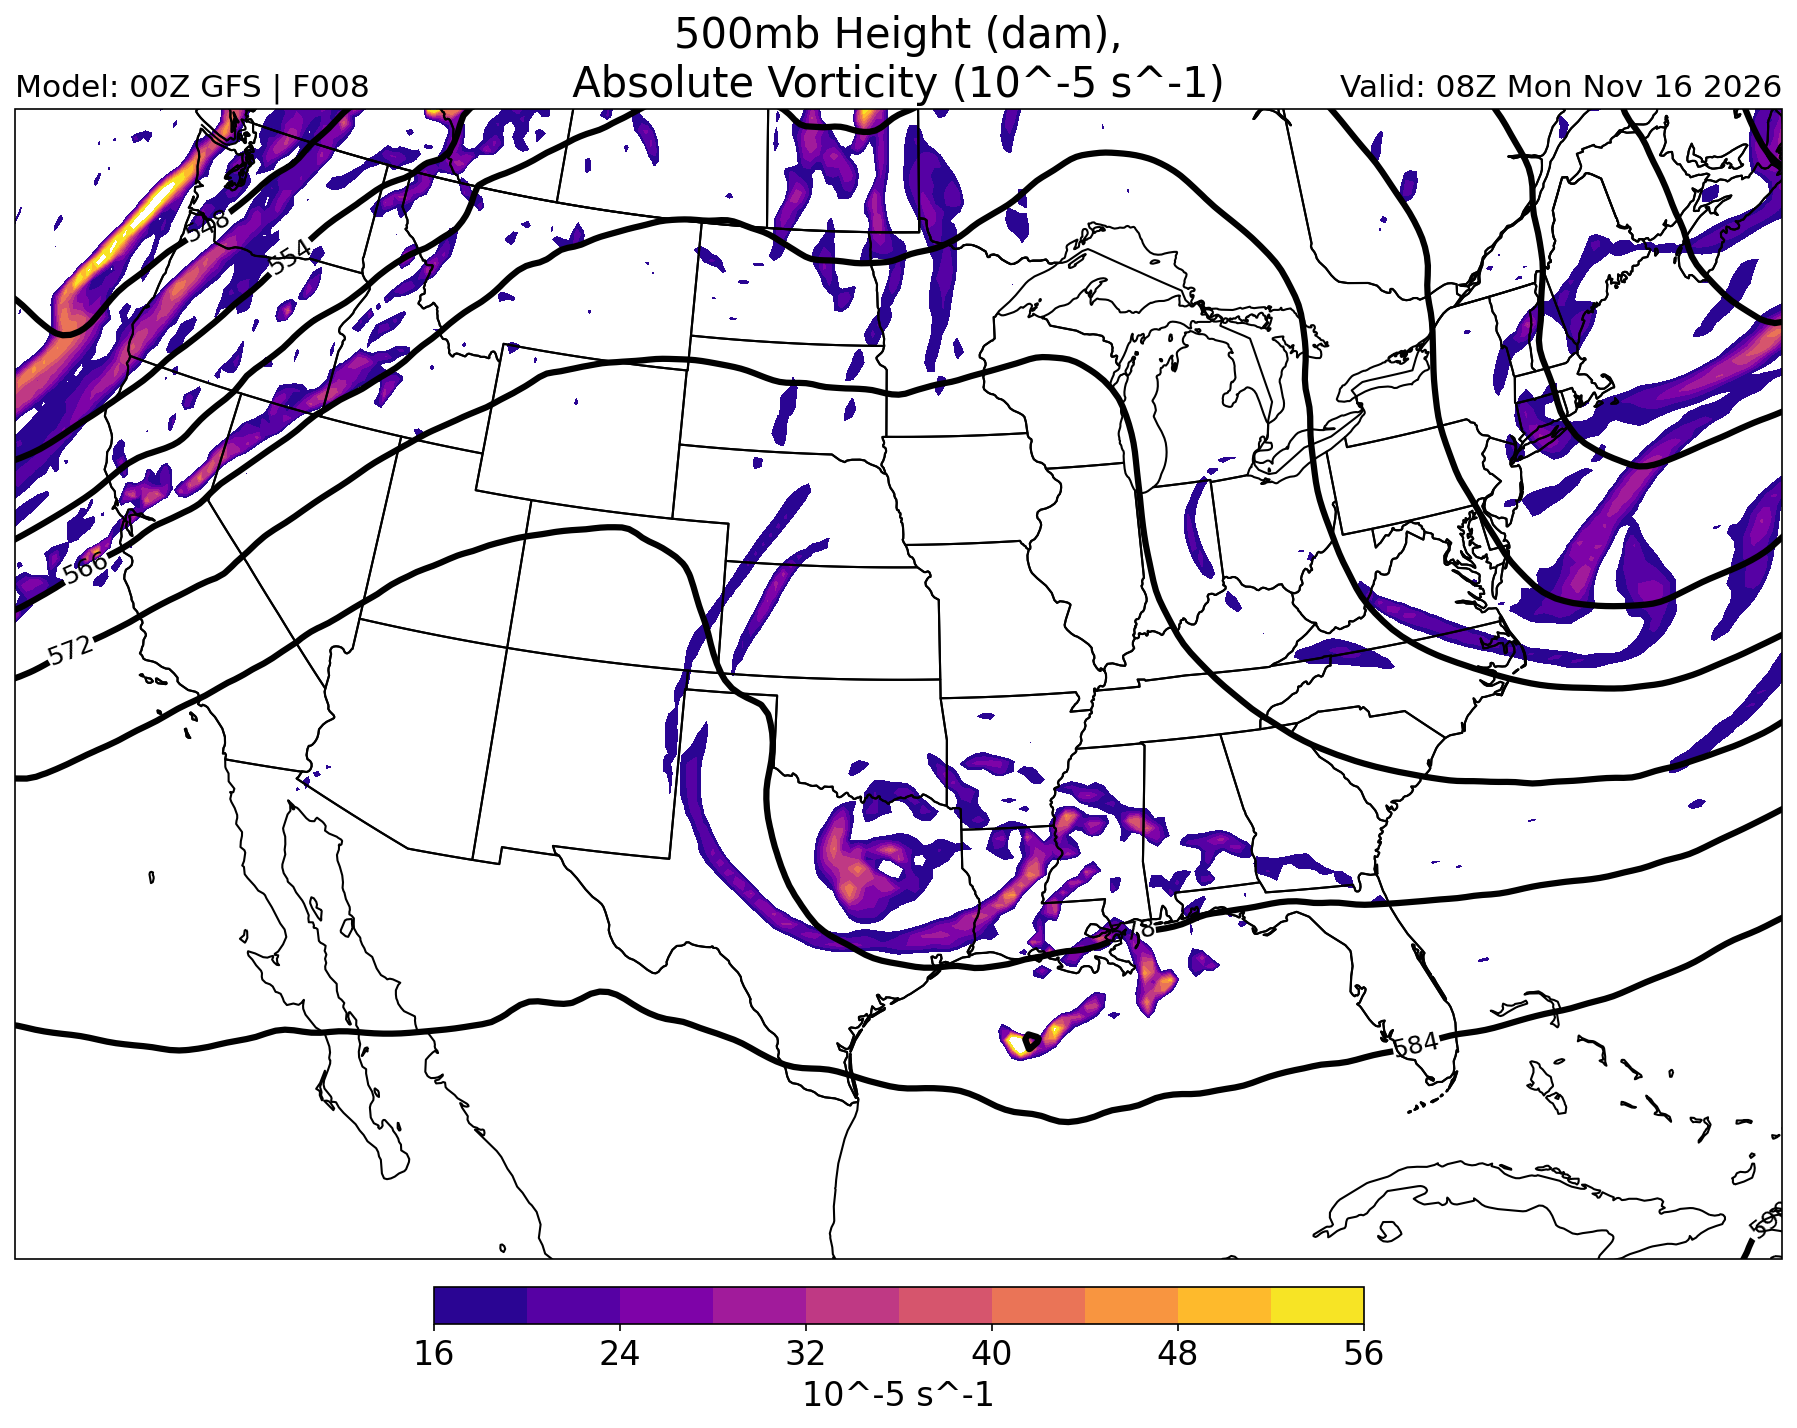 500mb Height (dam),
Absolute Vorticity (10^-5 s^-1)
Model: 00Z GFS | F008
Valid: 08Z Mon Nov 16 2026
548
554
566
572
584
16 24 32 40 48 56
10^-5 s^-1